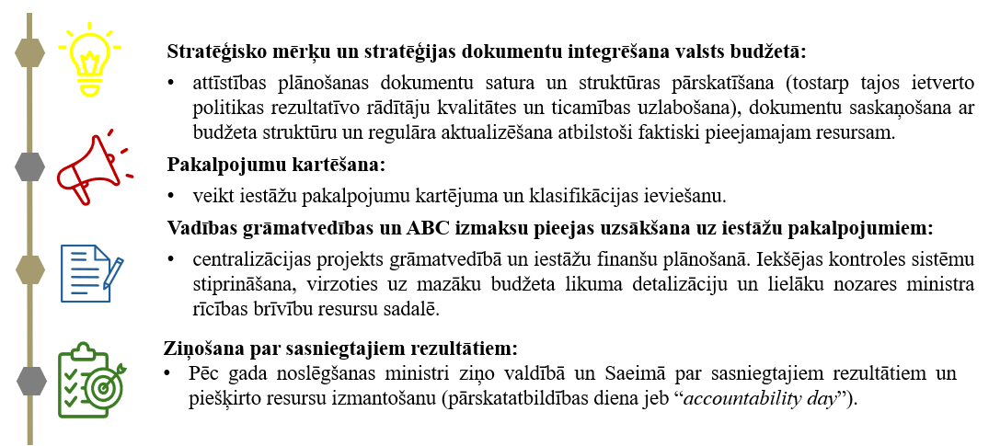 Stratēģisko mērķu un stratēģijas dokumentu integrēšana valsts budžetā:
• attīstības plānošanas dokumentu satura un struktūras pārskatīšana (tostarp tajos ietverto
politikas rezultatīvo rādītāju kvalitātes un ticamības uzlabošana), dokumentu saskaņošana ar
budžeta struktūru un regulāra aktualizēšana atbilstoši faktiski pieejamajam resursam.
Pakalpojumu kartēšana:
• veikt iestāžu pakalpojumu kartējuma un klasifikācijas ieviešanu.
Vadības grāmatvedības un ABC izmaksu pieejas uzsākšana uz iestāžu pakalpojumiem:
• centralizācijas projekts grāmatvedībā un iestāžu finanšu plānošanā. Iekšējas kontroles sistēmu
stiprināšana, virzoties uz mazāku budžeta likuma detalizāciju un lielāku nozares ministra
rīcības brīvību resursu sadalē.
Ziņošana par sasniegtajiem rezultātiem:
• Pēc gada noslēgšanas ministri ziņo valdībā un Saeimā par sasniegtajiem rezultātiem un
piešķirto resursu izmantošanu (pārskatatbildības diena jeb “accountability day”).